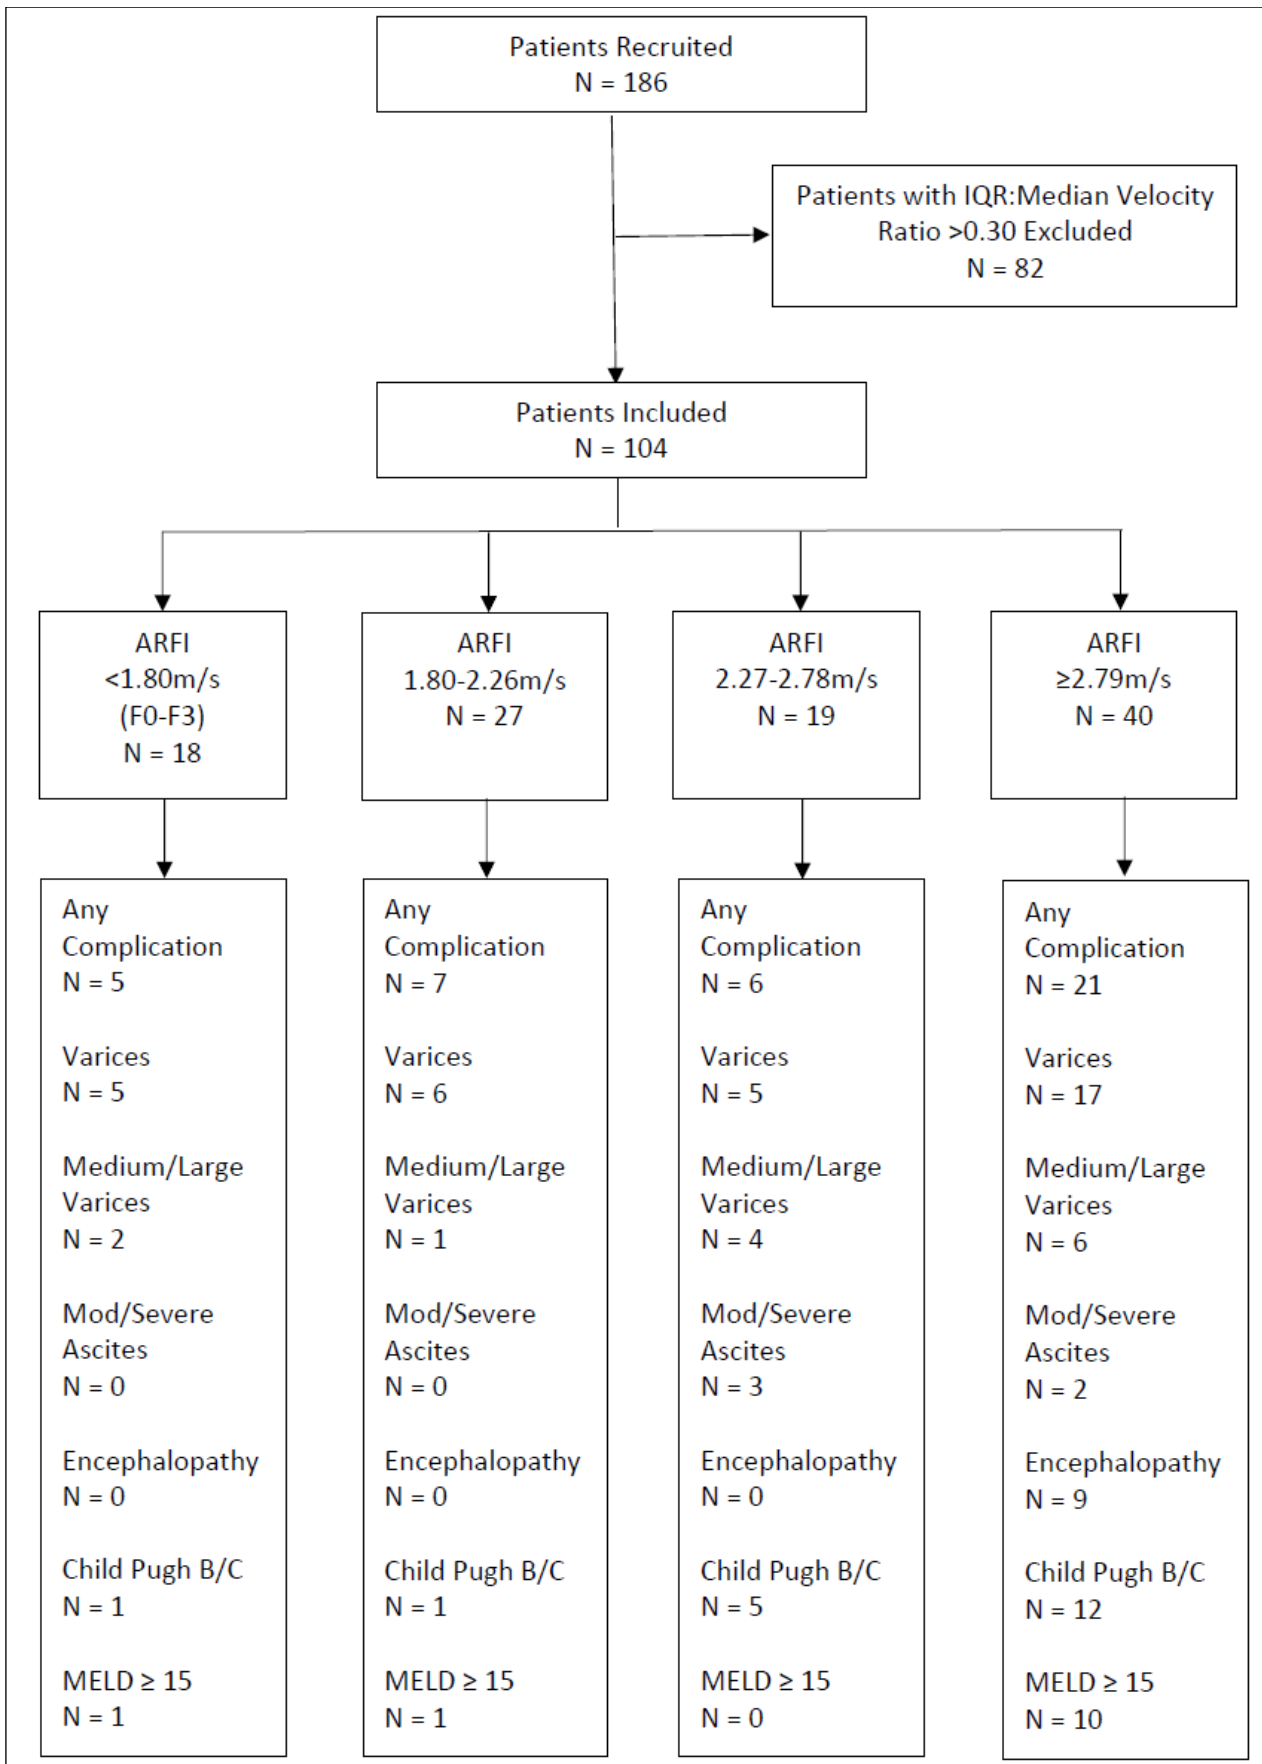 Patients Recruited
N = 186
Patients with IQR:Median Velocity
Ratio >0.30 Excluded
N = 82
Patients Included
N = 104
ARFI
<1.80m/s
(F0-F3)
N = 18
ARFI
1.80-2.26m/s
N = 27
ARFI
2.27-2.78m/s
N = 19
ARFI
≥2.79m/s
N = 40
Any
Complication
N = 5
Varices
N = 5
Medium/Large
Varices
N = 2
Mod/Severe
Ascites
N = 0
Encephalopathy
N = 0
Child Pugh B/C
N = 1
MELD ≥ 15
N = 1
Any
Complication
N = 7
Varices
N = 6
Medium/Large
Varices
N = 1
Mod/Severe
Ascites
N = 0
Encephalopathy
N = 0
Child Pugh B/C
N = 1
MELD ≥ 15
N = 1
Any
Complication
N = 6
Varices
N = 5
Medium/Large
Varices
N = 4
Mod/Severe
Ascites
N = 3
Encephalopathy
N = 0
Child Pugh B/C
N = 5
MELD ≥ 15
N = 0
Any
Complication
N = 21
Varices
N = 17
Medium/Large
Varices
N = 6
Mod/Severe
Ascites
N = 2
Encephalopathy
N = 9
Child Pugh B/C
N = 12
MELD ≥ 15
N = 10